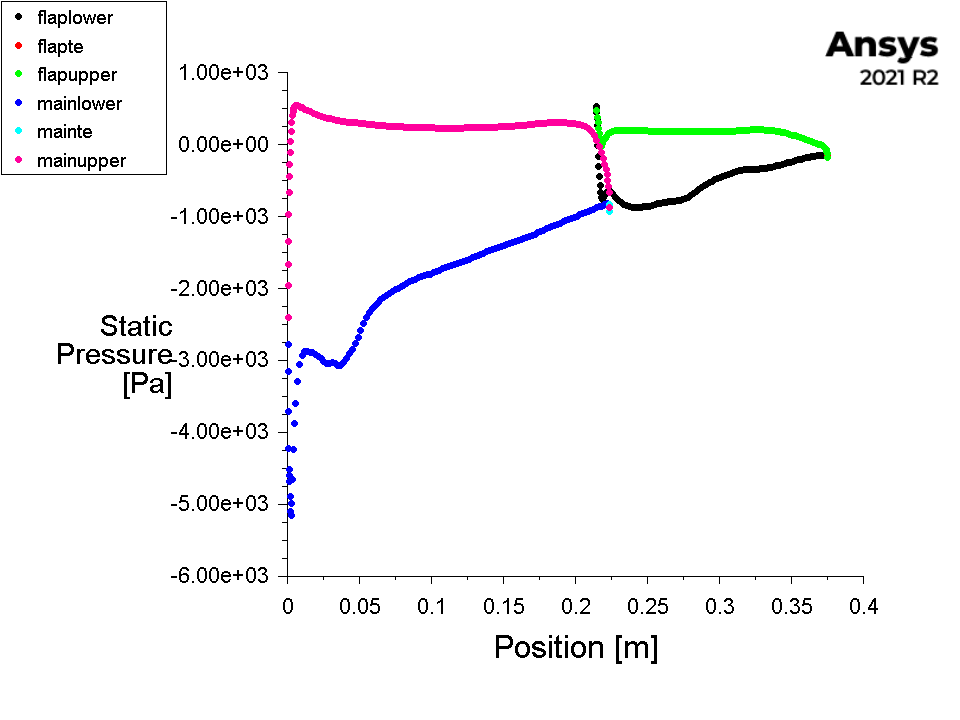 flaplower
flapte
flapupper
mainlower
mainte
mainupper
Ansys
2021 R2
1.00e+03
0.00e+00
-1.00e+03
-2.00e+03
-3.00e+03
-4.00e+03
-5.00e+03
-6.00e+03
Static
Pressure
[Pa]
0 0.05 0.1 0.15 0.2 0.25 0.3 0.35 0.4
Position [m]